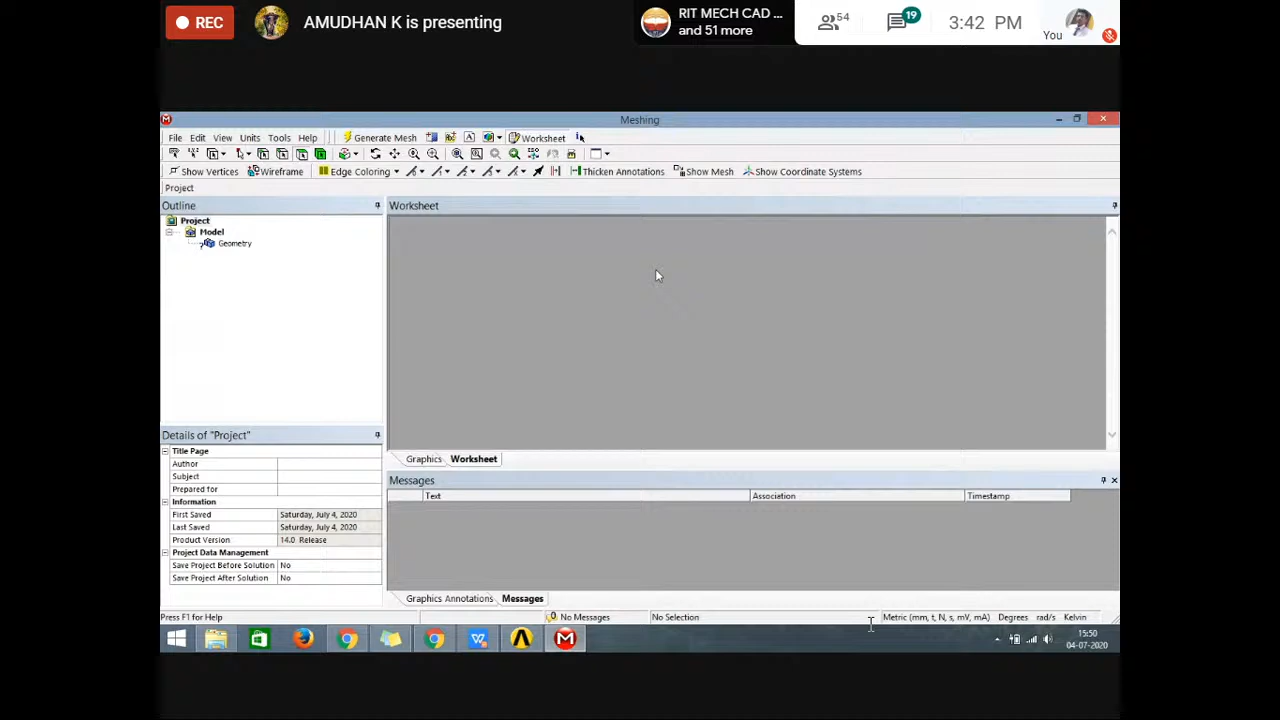 REC
AMUDHAN K is presenting
RIT MECH CAD ...
and 51 more
54
19
3:42 PM
You
Meshing
File Edit View Units Tools Help
Generate Mesh
Worksheet
Show Vertices
Wireframe
Edge Coloring
Thicken Annotations
Show Mesh
Show Coordinate Systems
Project
Outline
Project
Model
Geometry
Worksheet
Graphics Worksheet
Details of "Project"
Title Page
Author
Subject
Prepared for
Information
First Saved Saturday, July 4, 2020
Last Saved Saturday, July 4, 2020
Product Version 14.0 Release
Project Data Management
Save Project Before Solution No
Save Project After Solution No
Messages
Text Association Timestamp
Graphics Annotations Messages
Press F1 for Help
No Messages
No Selection
Metric (mm, t, N, s, mV, mA) Degrees rad/s Kelvin
15:50
04-07-2020